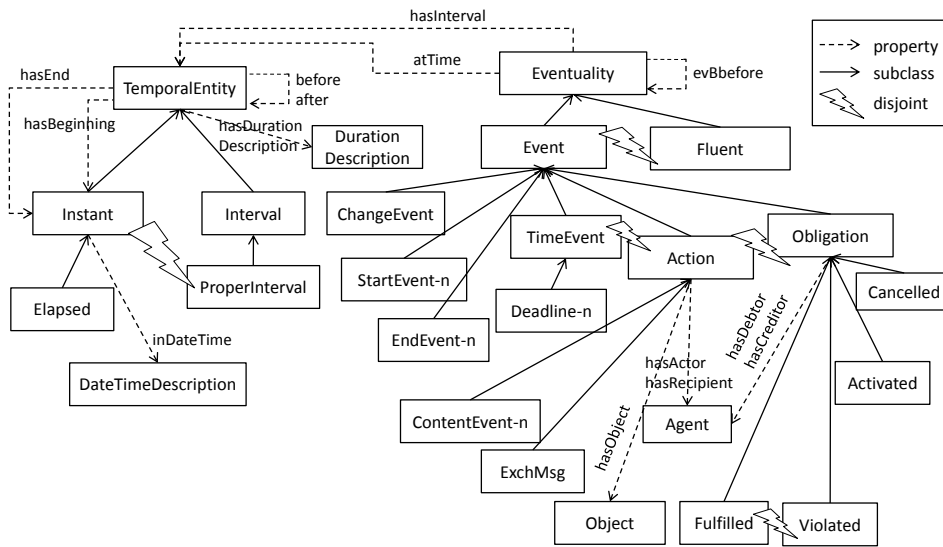 hasInterval
atTime
hasEnd
TemporalEntity
before
after
Eventuality
evBbefore
property
subclass
disjoint
hasBeginning
hasDuration
Description
Duration
Description
Event
Fluent
Instant
Interval
ChangeEvent
TimeEvent
Action
Obligation
Elapsed
ProperInterval
StartEvent-n
Deadline-n
Cancelled
inDateTime
EndEvent-n
hasDebtor
hasCreditor
DateTimeDescription
hasActor
hasRecipient
Activated
ContentEvent-n
hasObject
Agent
ExchMsg
Object
Fulfilled
Violated